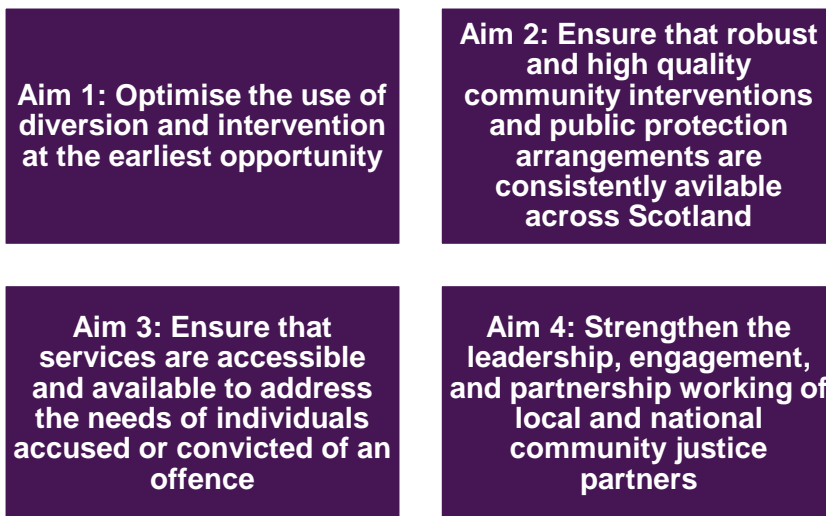 Aim 1: Optimise the use of
diversion and intervention
at the earliest opportunity
Aim 2: Ensure that robust
and high quality
community interventions
and public protection
arrangements are
consistently avilable
across Scotland
Aim 3: Ensure that
services are accessible
and available to address
the needs of individuals
accused or convicted of an
offence
Aim 4: Strengthen the
leadership, engagement,
and partnership working of
local and national
community justice
partners